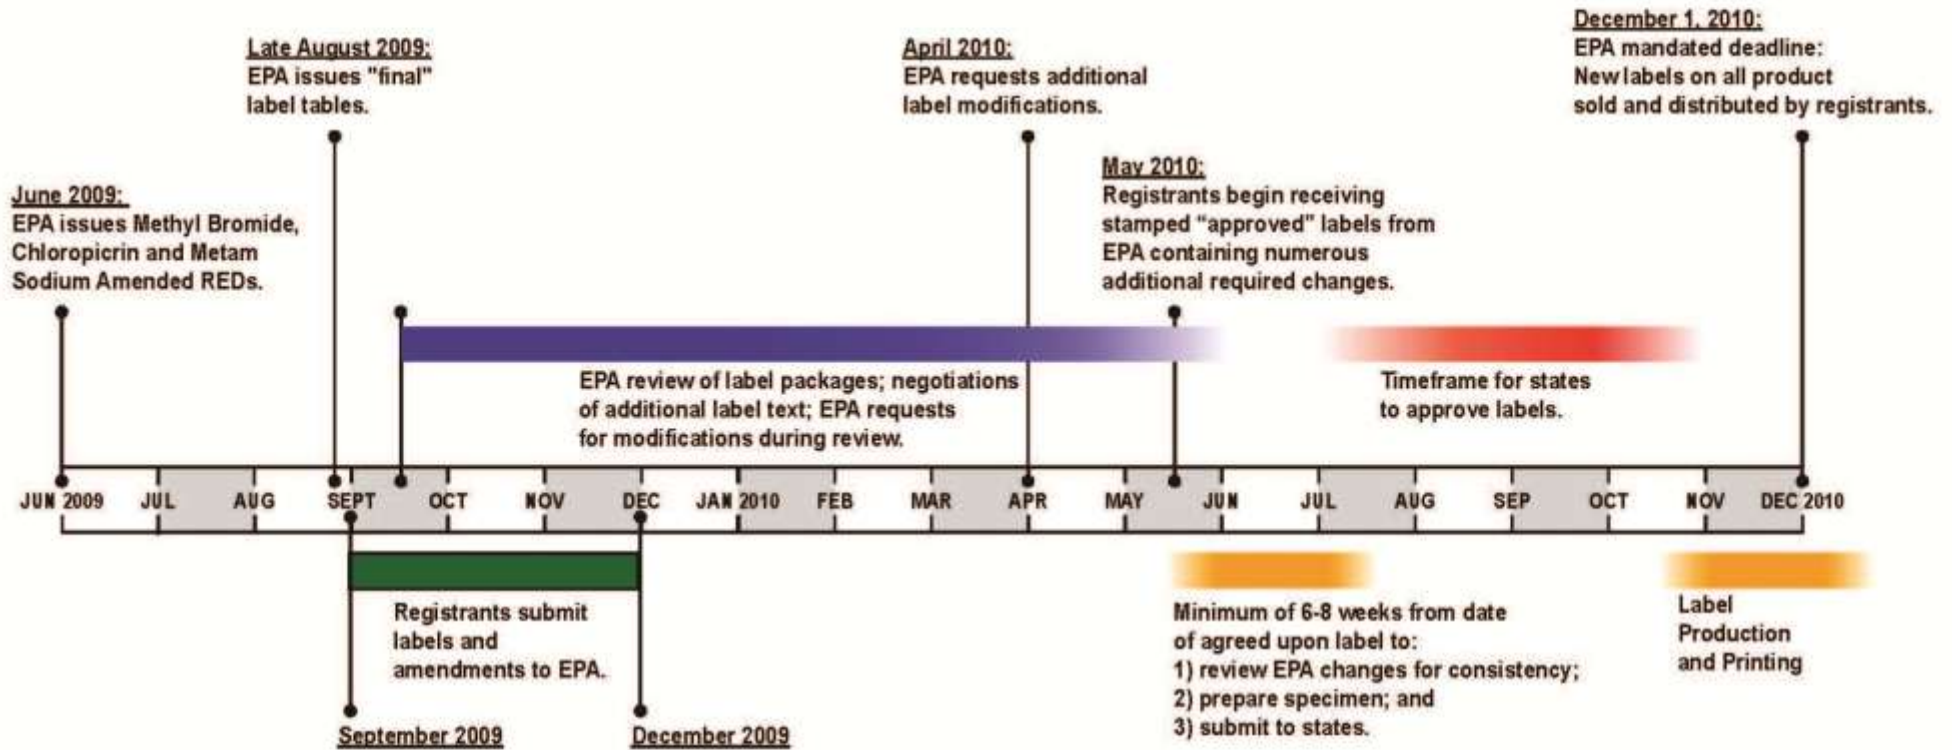 December 1, 2010:
EPA mandated deadline:
New labels on all product
sold and distributed by registrants.
Late August 2009:
EPA issues "final"
label tables.
April 2010:
EPA requests additional
label modifications.
May 2010:
Registrants begin receiving
stamped “approved” labels from
EPA containing numerous
additional required changes.
June 2009:
EPA issues Methyl Bromide,
Chloropicrin and Metam
Sodium Amended REDs.
EPA review of label packages; negotiations
of additional label text; EPA requests
for modifications during review.
Timeframe for states
to approve labels.
JUN 2009 JUL AUG SEPT OCT NOV DEC JAN 2010 FEB MAR APR MAY JUN JUL AUG SEP OCT NOV DEC 2010
Registrants submit
labels and
amendments to EPA.
September 2009
December 2009
Minimum of 6-8 weeks from date
of agreed upon label to:
1) review EPA changes for consistency;
2) prepare specimen; and
3) submit to states.
Label
Production
and Printing